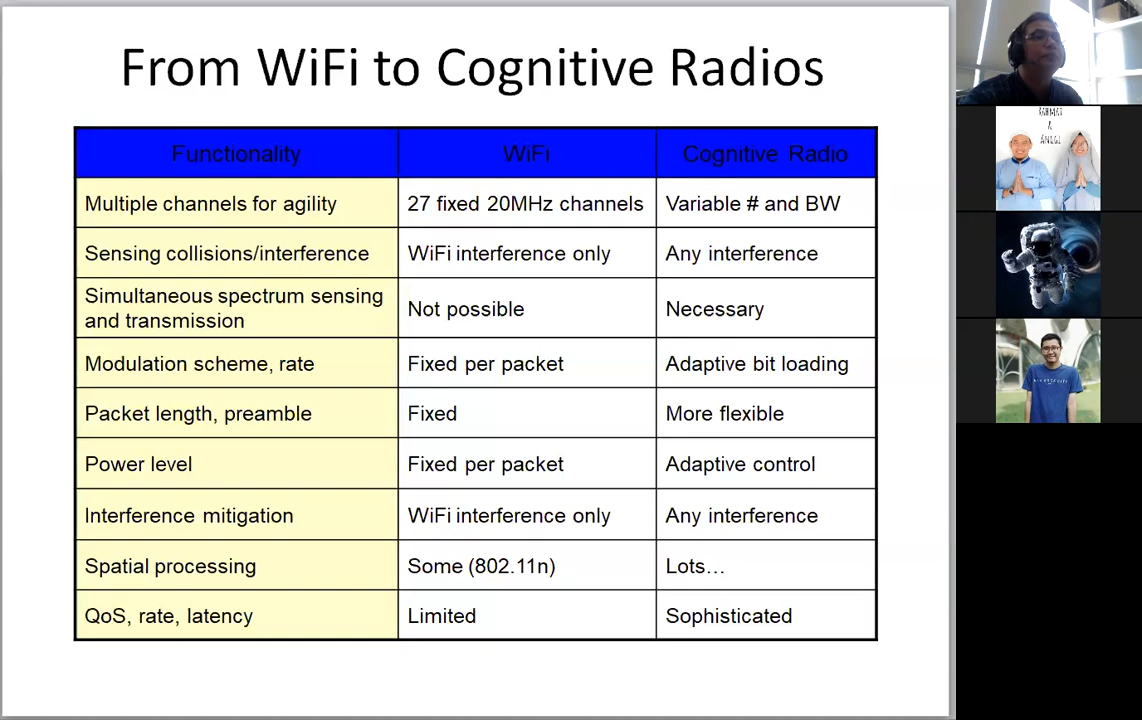 From WiFi to Cognitive Radios
Functionality WiFi Cognitive Radio
Multiple channels for agility 27 fixed 20MHz channels Variable # and BW
Sensing collisions/interference WiFi interference only Any interference
Simultaneous spectrum sensing
and transmission Not possible Necessary
Modulation scheme, rate Fixed per packet Adaptive bit loading
Packet length, preamble Fixed More flexible
Power level Fixed per packet Adaptive control
Interference mitigation WiFi interference only Any interference
Spatial processing Some (802.11n) Lots…
QoS, rate, latency Limited Sophisticated
RAHMAT
&
ANGGI